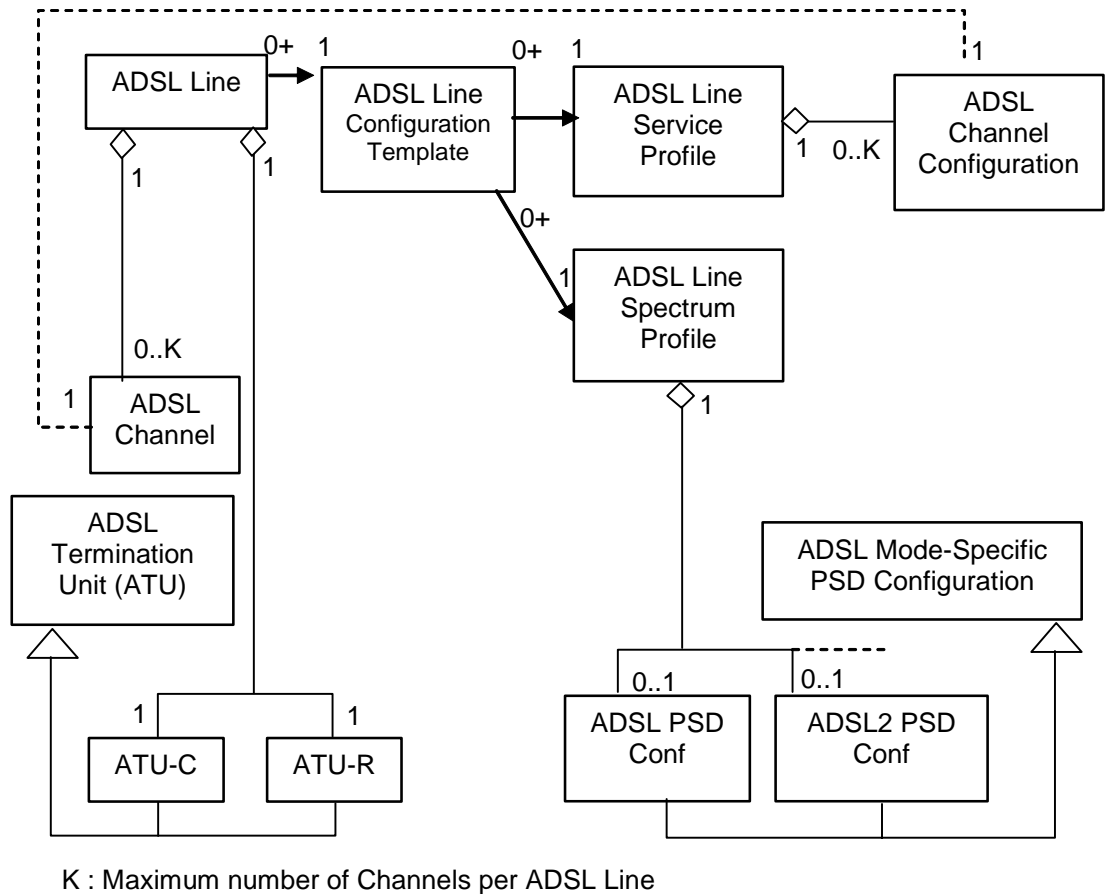 0+
1
0+
1
1
ADSL Line
ADSL Line
Configuration
Template
ADSL Line
Service
Profile
ADSL
Channel
Configuration
1
1
1
0..K
0+
1
ADSL Line
Spectrum
Profile
0..K
1
ADSL
Channel
1
ADSL
Termination
Unit (ATU)
ADSL Mode-Specific
PSD Configuration
0..1
0..1
1
1
ADSL PSD
Conf
ADSL2 PSD
Conf
ATU-C
ATU-R
K : Maximum number of Channels per ADSL Line